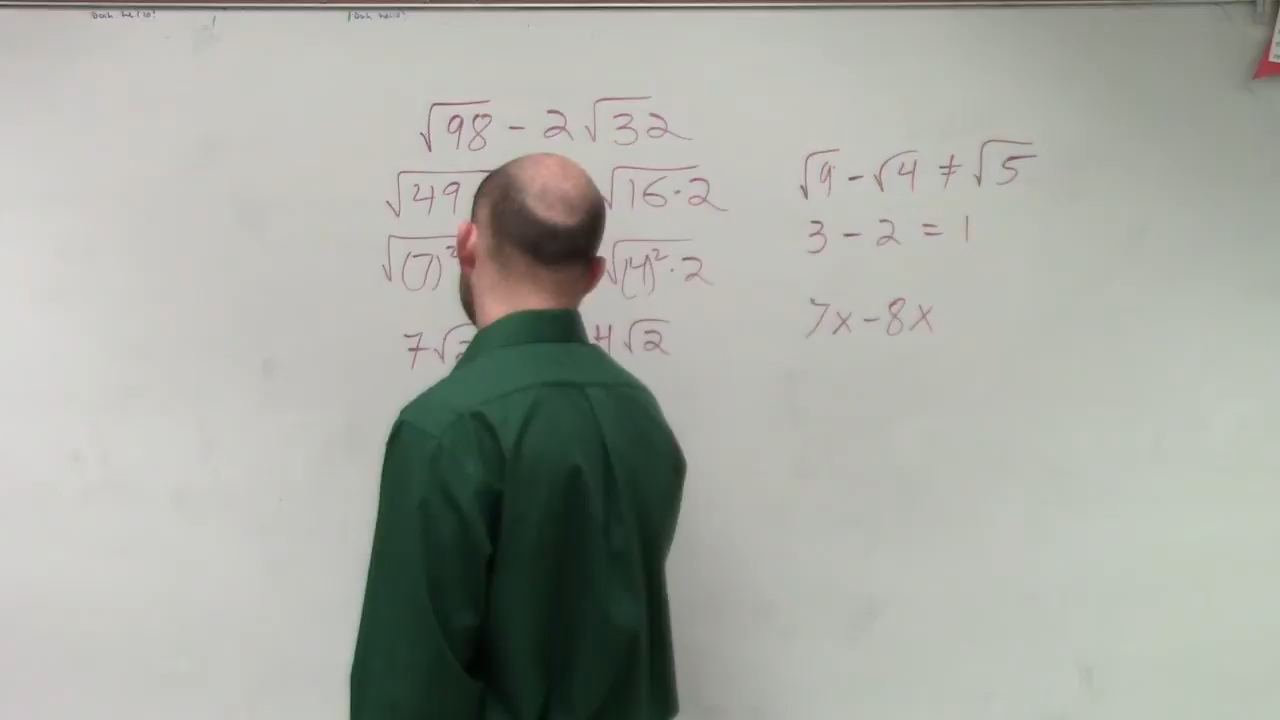 √98 - 2√32
√49 √16·2
√(7)² √(4)²·2
7√ 4√2
√9 - √4 ≠ √5
3 - 2 = 1
7x - 8x